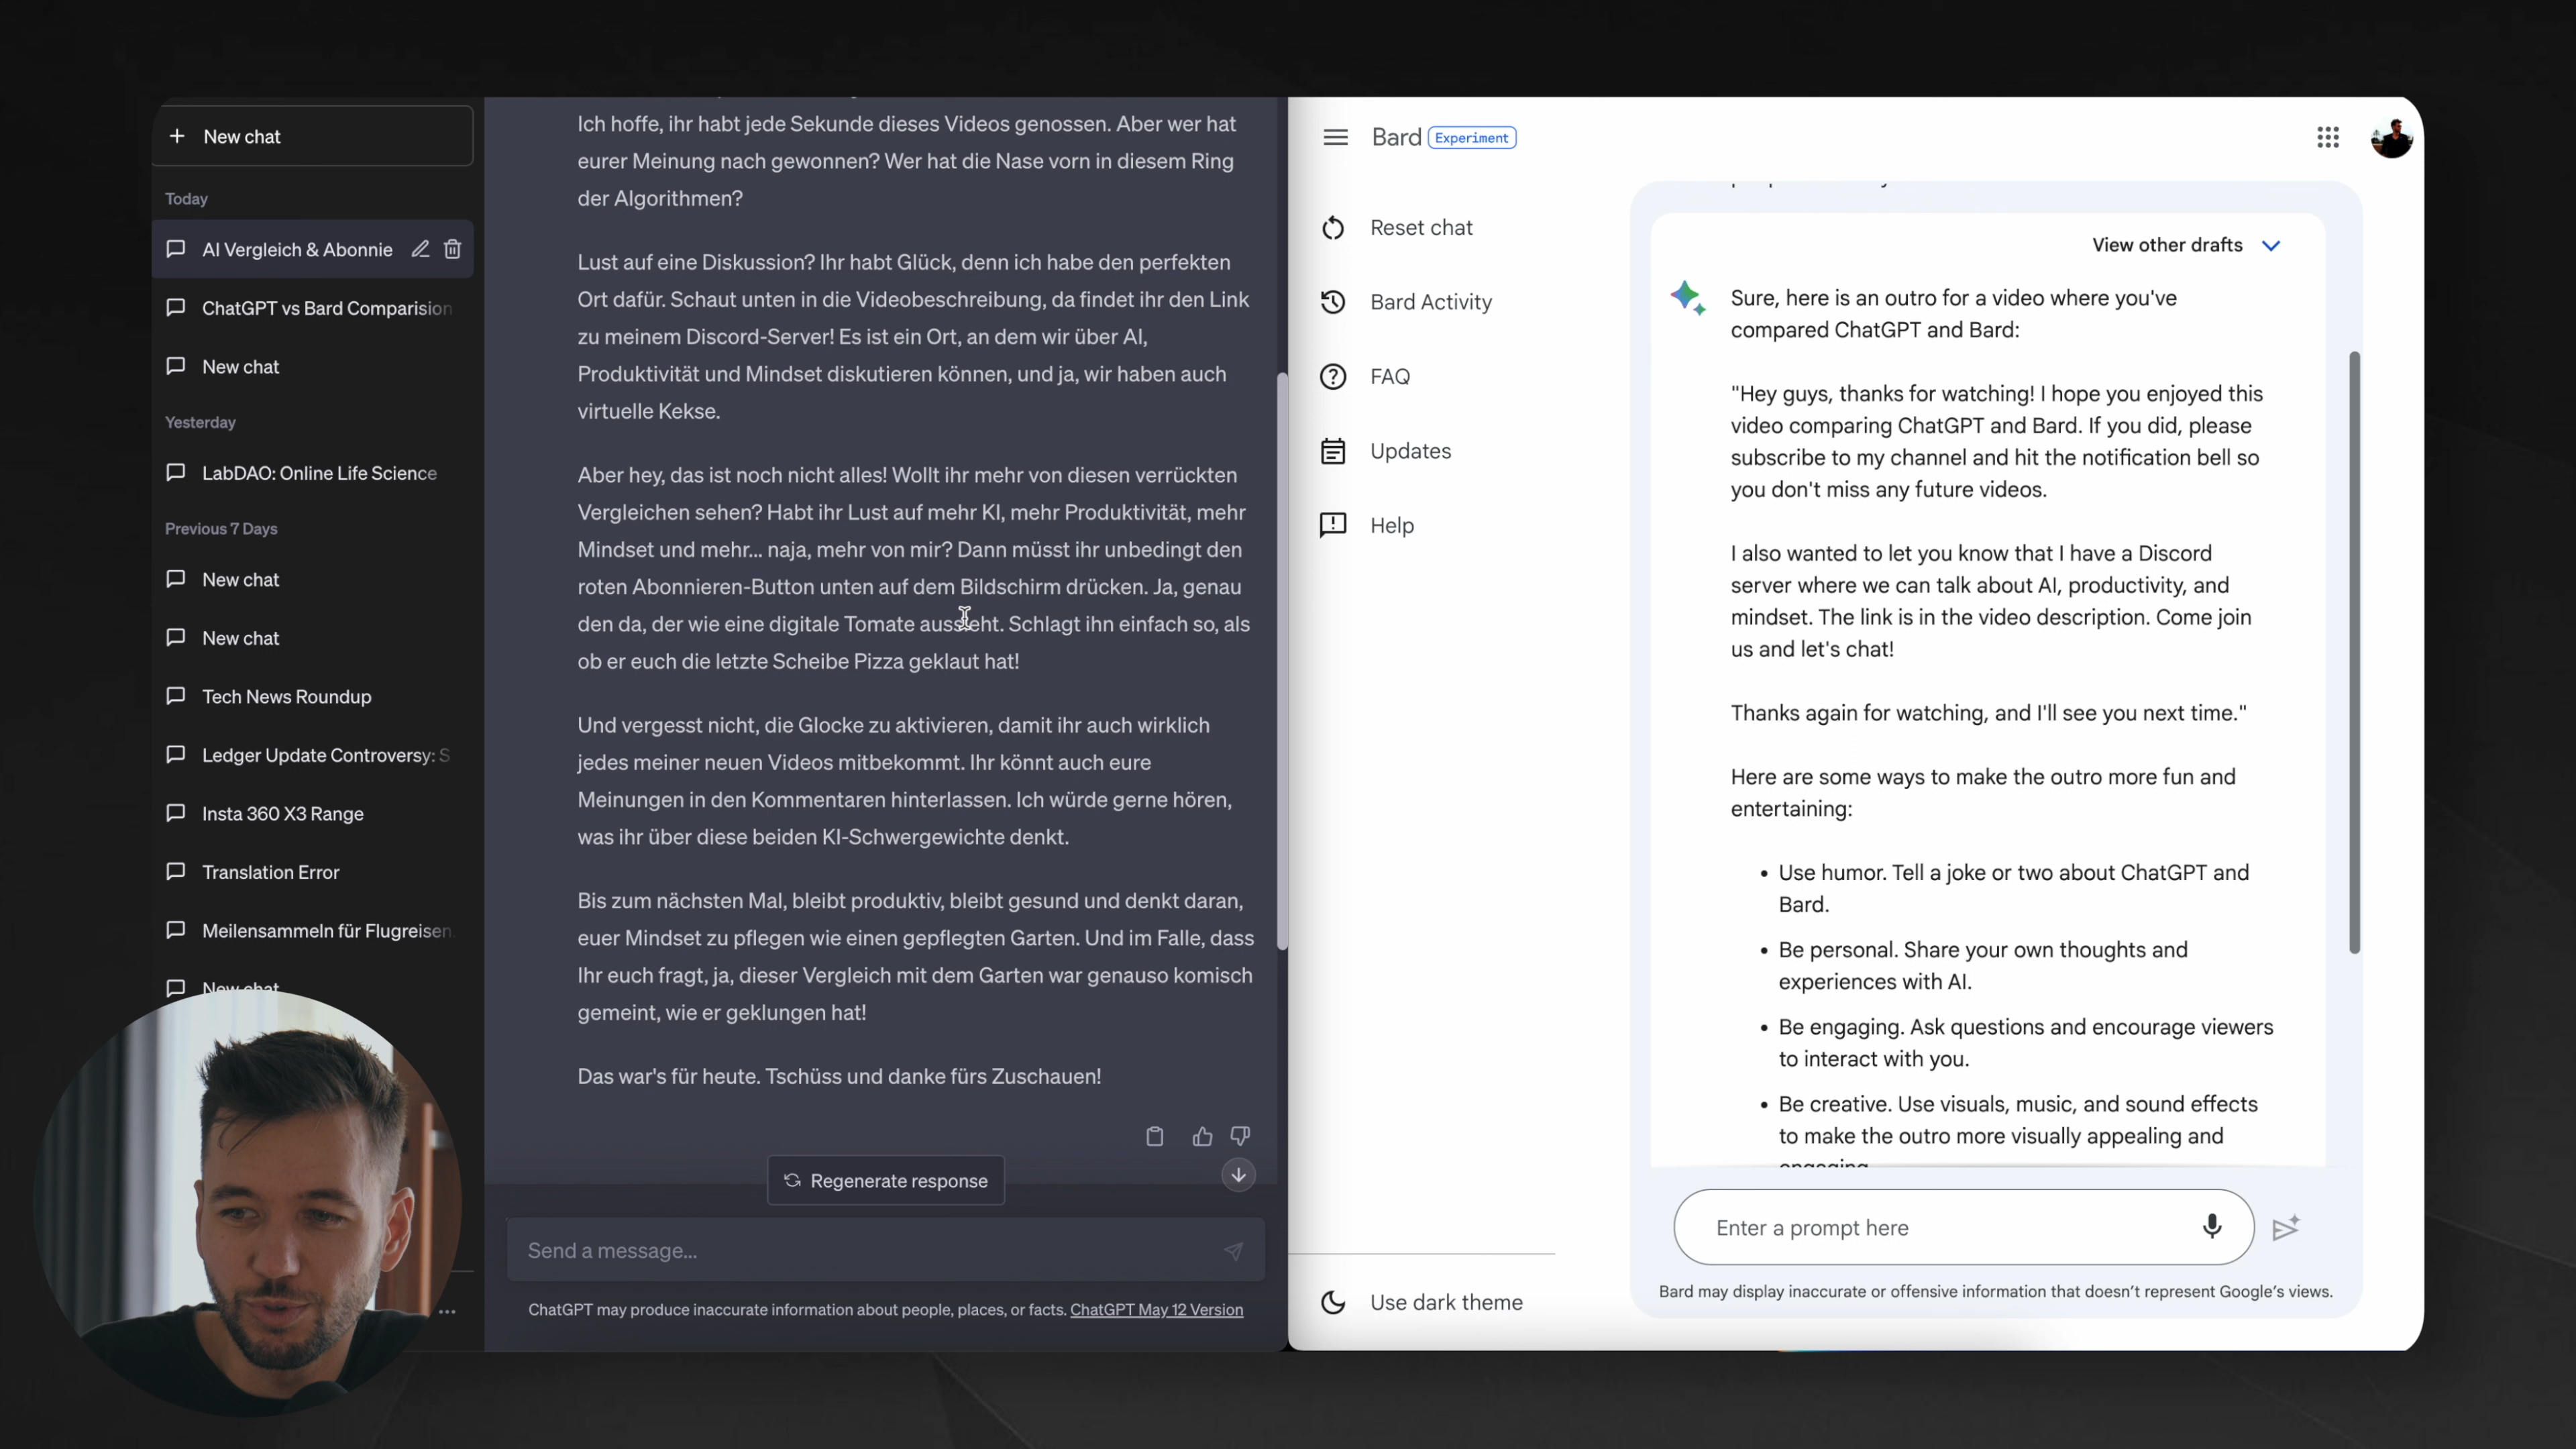 New chat
Today
AI Vergleich & Abonnie
ChatGPT vs Bard Comparision
New chat
Yesterday
LabDAO: Online Life Science
Previous 7 Days
New chat
New chat
Tech News Roundup
Ledger Update Controversy: S
Insta 360 X3 Range
Translation Error
Meilensammeln für Flugreisen
New chat
Ich hoffe, ihr habt jede Sekunde dieses Videos genossen. Aber wer hat
eurer Meinung nach gewonnen? Wer hat die Nase vorn in diesem Ring
der Algorithmen?
Lust auf eine Diskussion? Ihr habt Glück, denn ich habe den perfekten
Ort dafür. Schaut unten in die Videobeschreibung, da findet ihr den Link
zu meinem Discord-Server! Es ist ein Ort, an dem wir über AI,
Produktivität und Mindset diskutieren können, und ja, wir haben auch
virtuelle Kekse.
Aber hey, das ist noch nicht alles! Wollt ihr mehr von diesen verrückten
Vergleichen sehen? Habt ihr Lust auf mehr KI, mehr Produktivität, mehr
Mindset und mehr... naja, mehr von mir? Dann müsst ihr unbedingt den
roten Abonnieren-Button unten auf dem Bildschirm drücken. Ja, genau
den da, der wie eine digitale Tomate aussieht. Schlagt ihn einfach so, als
ob er euch die letzte Scheibe Pizza geklaut hat!
Und vergesst nicht, die Glocke zu aktivieren, damit ihr auch wirklich
jedes meiner neuen Videos mitbekommt. Ihr könnt auch eure
Meinungen in den Kommentaren hinterlassen. Ich würde gerne hören,
was ihr über diese beiden KI-Schwergewichte denkt.
Bis zum nächsten Mal, bleibt produktiv, bleibt gesund und denkt daran,
euer Mindset zu pflegen wie einen gepflegten Garten. Und im Falle, dass
Ihr euch fragt, ja, dieser Vergleich mit dem Garten war genauso komisch
gemeint, wie er geklungen hat!
Das war's für heute. Tschüss und danke fürs Zuschauen!
Regenerate response
Send a message...
ChatGPT may produce inaccurate information about people, places, or facts. ChatGPT May 12 Version
Bard Experiment
Reset chat
Bard Activity
FAQ
Updates
Help
Use dark theme
View other drafts
Sure, here is an outro for a video where you've
compared ChatGPT and Bard:
"Hey guys, thanks for watching! I hope you enjoyed this
video comparing ChatGPT and Bard. If you did, please
subscribe to my channel and hit the notification bell so
you don't miss any future videos.
I also wanted to let you know that I have a Discord
server where we can talk about AI, productivity, and
mindset. The link is in the video description. Come join
us and let's chat!
Thanks again for watching, and I'll see you next time."
Here are some ways to make the outro more fun and
entertaining:
• Use humor. Tell a joke or two about ChatGPT and
Bard.
• Be personal. Share your own thoughts and
experiences with AI.
• Be engaging. Ask questions and encourage viewers
to interact with you.
• Be creative. Use visuals, music, and sound effects
to make the outro more visually appealing and
engaging
Enter a prompt here
Bard may display inaccurate or offensive information that doesn't represent Google's views.